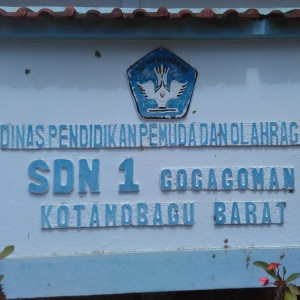 DINAS PENDIDIKAN PEMUDA DAN OLAHRAG
SDN 1 GOGAGOMAN
KOTAMOBAGU BARAT